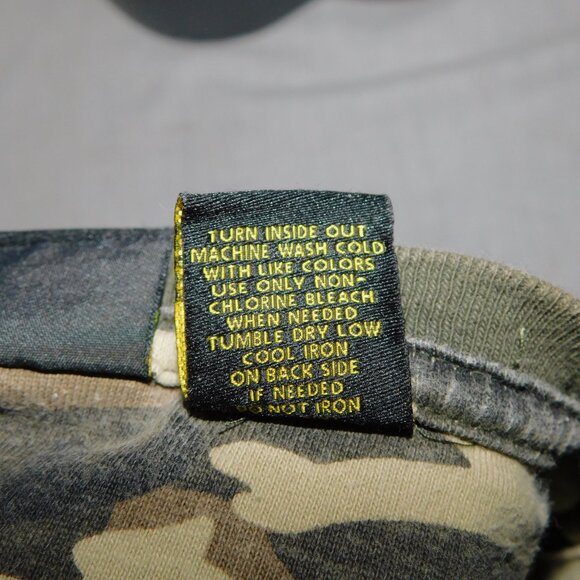 TURN INSIDE OUT
MACHINE WASH COLD
WITH LIKE COLORS
USE ONLY NON-
CHLORINE BLEACH
WHEN NEEDED
TUMBLE DRY LOW
COOL IRON
ON BACK SIDE
IF NEEDED
DO NOT IRON